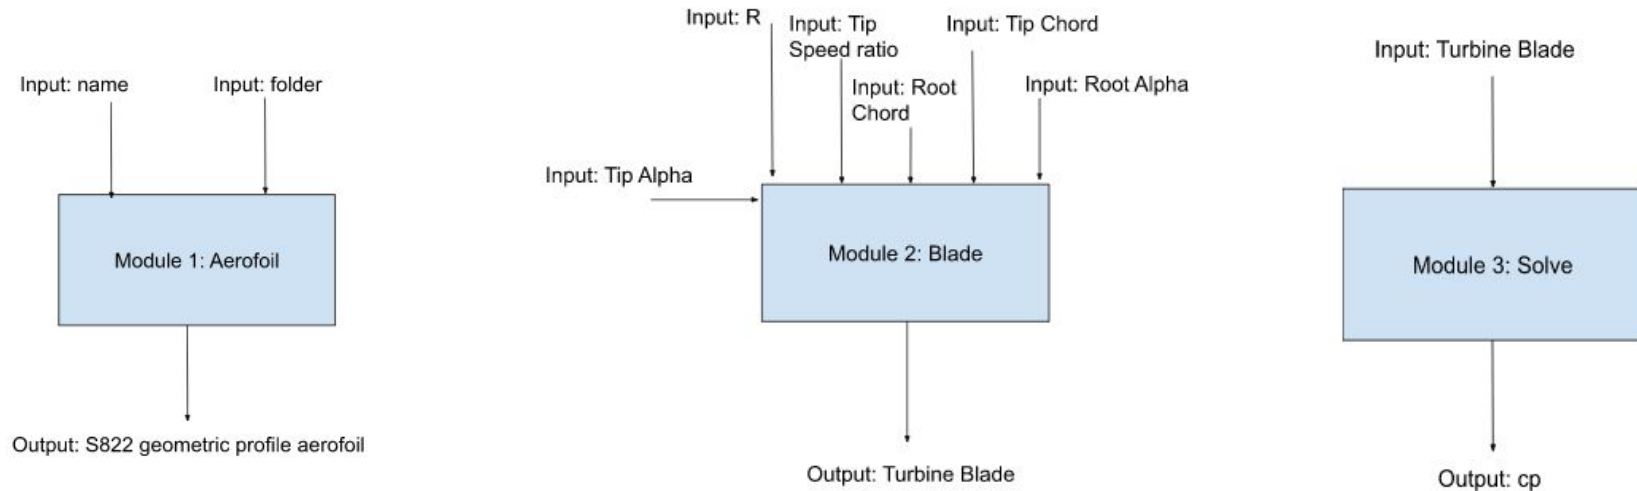 Input: name
Input: folder
Module 1: Aerofoil
Output: S822 geometric profile aerofoil
Input: R
Input: Tip
Speed ratio
Input: Tip Chord
Input: Root
Chord
Input: Root Alpha
Input: Tip Alpha
Module 2: Blade
Output: Turbine Blade
Input: Turbine Blade
Module 3: Solve
Output: cp